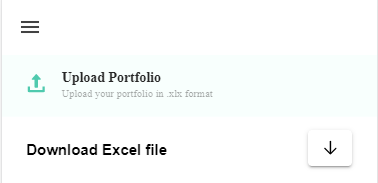 Upload Portfolio
Upload your portfolio in .xlx format
Download Excel file